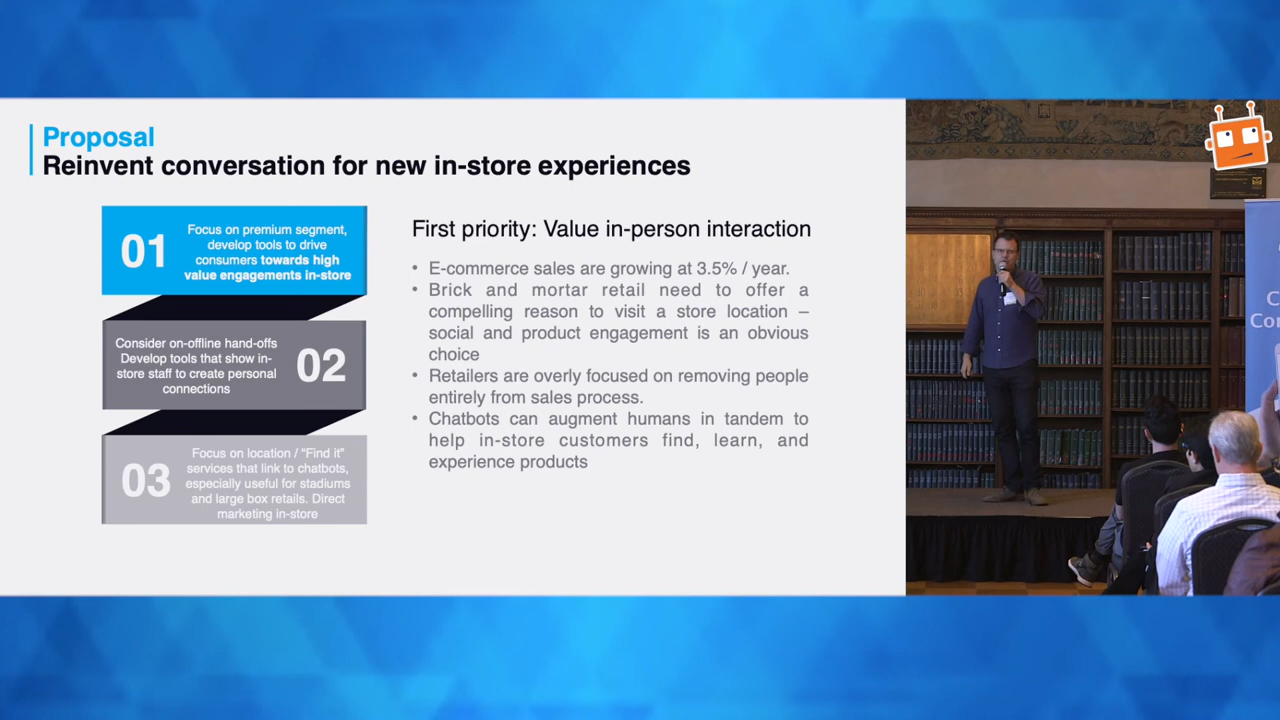 Proposal
Reinvent conversation for new in-store experiences
01
Focus on premium segment,
develop tools to drive
consumers towards high
value engagements in-store
Consider on-offline hand-offs
Develop tools that show in-
store staff to create personal
connections
02
03
Focus on location / “Find it”
services that link to chatbots,
especially useful for stadiums
and large box retails. Direct
marketing in-store
First priority: Value in-person interaction
• E-commerce sales are growing at 3.5% / year.
• Brick and mortar retail need to offer a
compelling reason to visit a store location –
social and product engagement is an obvious
choice
• Retailers are overly focused on removing people
entirely from sales process.
• Chatbots can augment humans in tandem to
help in-store customers find, learn, and
experience products